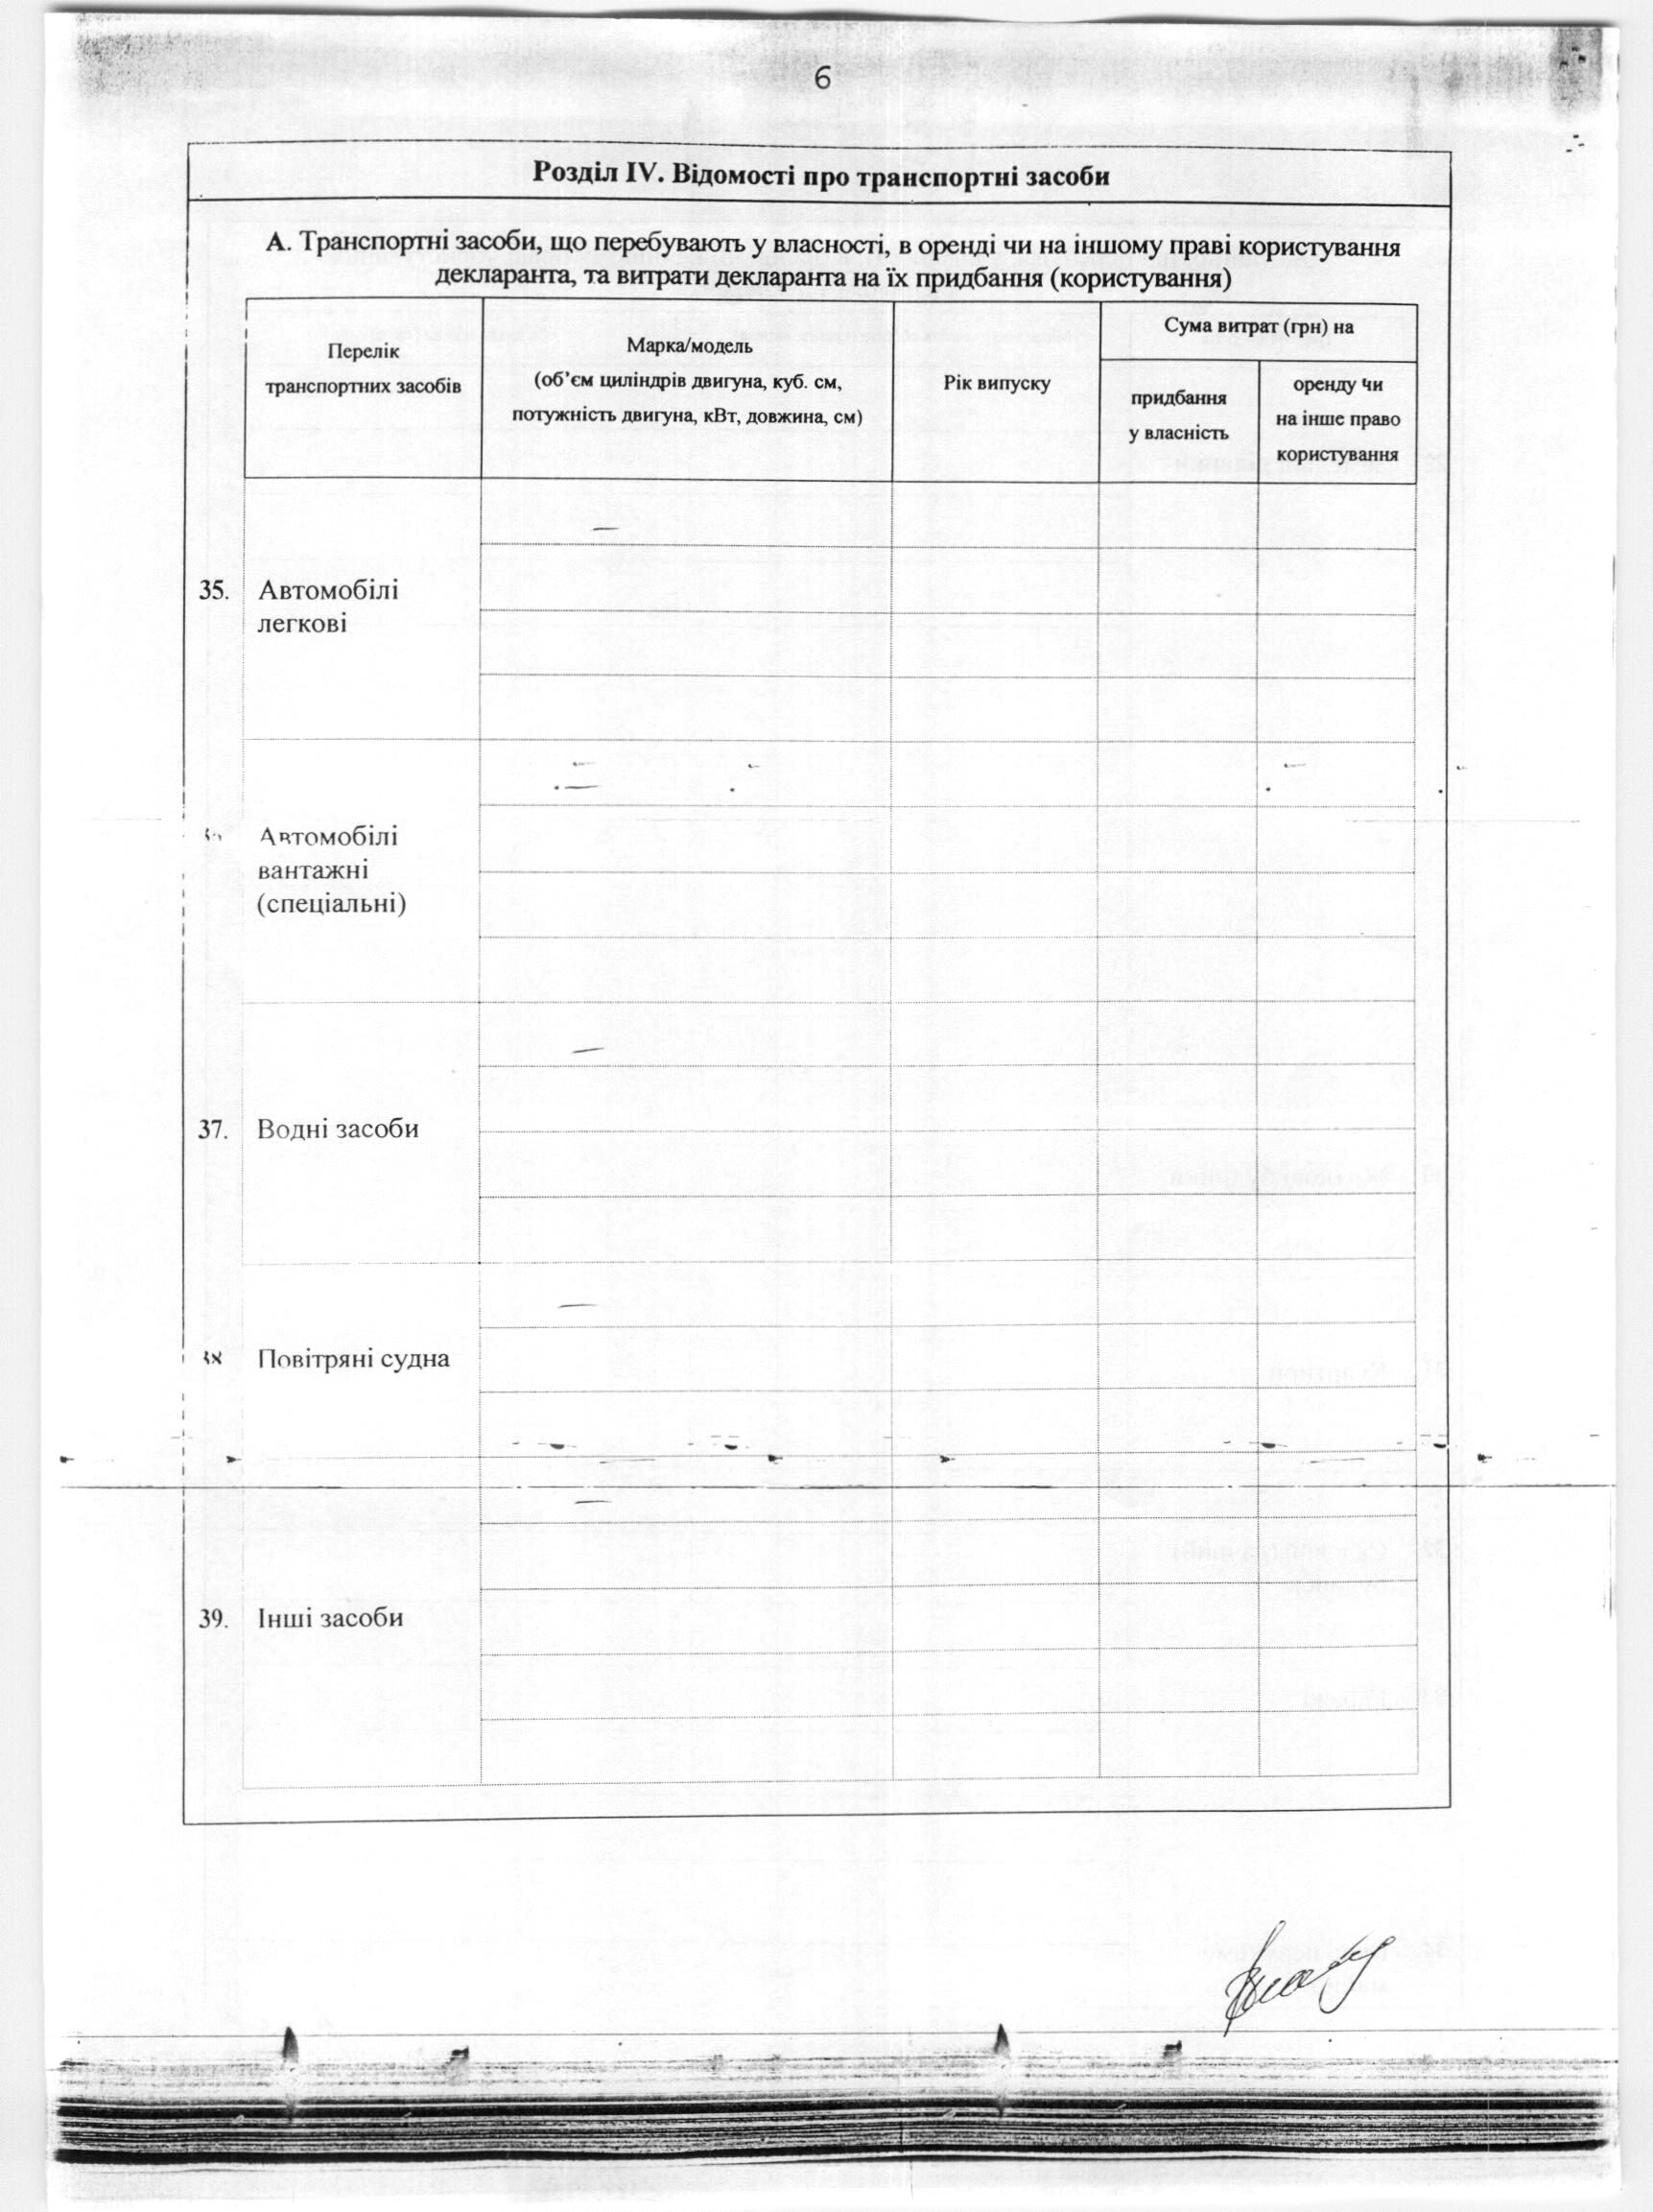 6
Розділ IV. Відомості про транспортні засоби
А. Транспортні засоби, що перебувають у власності, в оренді чи на іншому праві користування
декларанта, та витрати декларанта на їх придбання (користування)
Перелік
транспортних засобів
Марка/модель
(об’єм циліндрів двигуна, куб. см,
потужність двигуна, кВт, довжина, см)
Рік випуску
Сума витрат (грн) на
придбання
у власність
оренду чи
на інше право
користування
—
35. Автомобілі
легкові
—
Автомобілі
вантажні
(спеціальні)
—
37. Водні засоби
—
38 Повітряні судна
—
39. Інші засоби